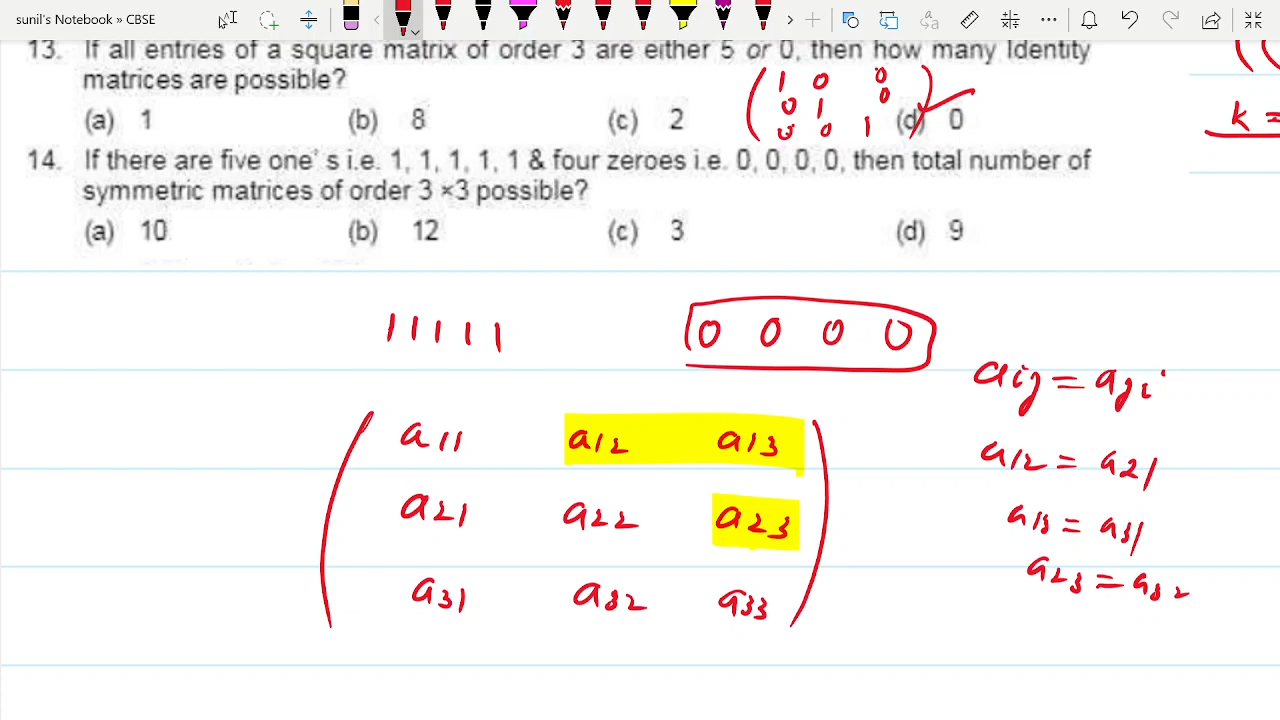 sunil's Notebook » CBSE
13. If all entries of a square matrix of order 3 are either 5 or 0, then how many Identity
matrices are possible?
1 0 0
0 1 0
0 0 1
(a) 1 (b) 8 (c) 2 (d) 0
K =
14. If there are five one' s i.e. 1, 1, 1, 1, 1 & four zeroes i.e. 0, 0, 0, 0, then total number of
symmetric matrices of order 3 ×3 possible?
(a) 10 (b) 12 (c) 3 (d) 9
1 1 1 1 1 0 0 0 0
aij = aji
a11 a12 a13
a12 = a21
a21 a22 a23
a13 = a31
a23 = a32
a31 a32 a33